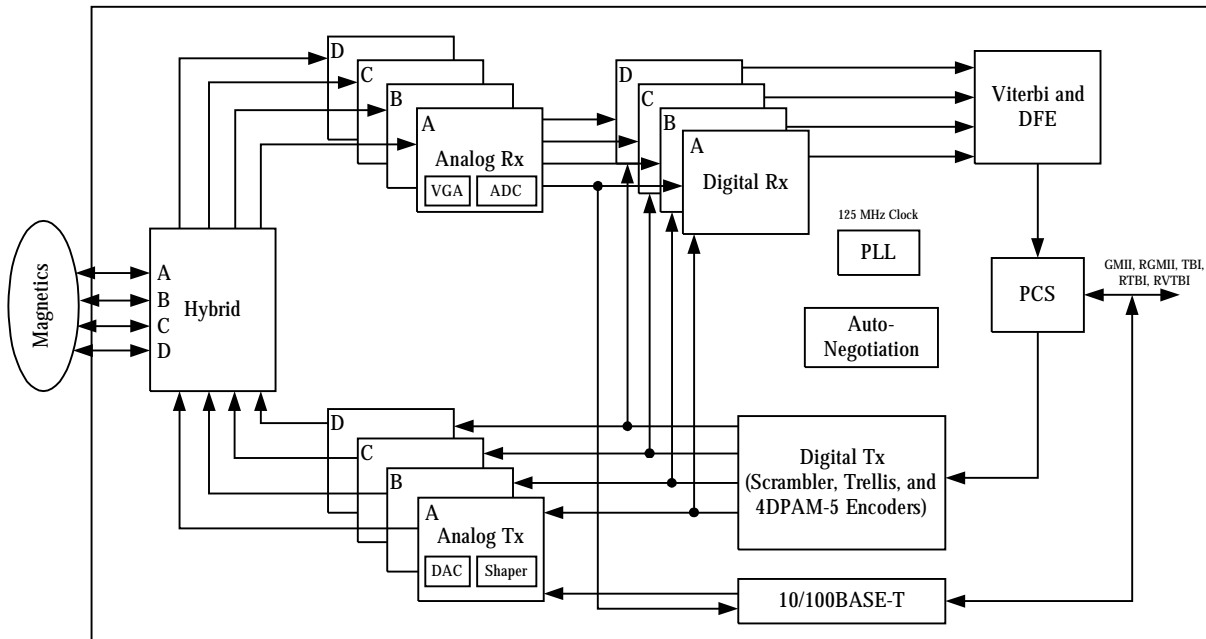 D
C
B
A
Analog Rx
VGA
ADC
D
C
B
A
Digital Rx
Viterbi and
DFE
125 MHz Clock
PLL
Auto-
Negotiation
PCS
GMII, RGMII, TBI,
RTBI, RVTBI
Magnetics
A
B
C
D
Hybrid
D
C
B
A
Analog Tx
DAC
Shaper
Digital Tx
(Scrambler, Trellis, and
4DPAM-5 Encoders)
10/100BASE-T